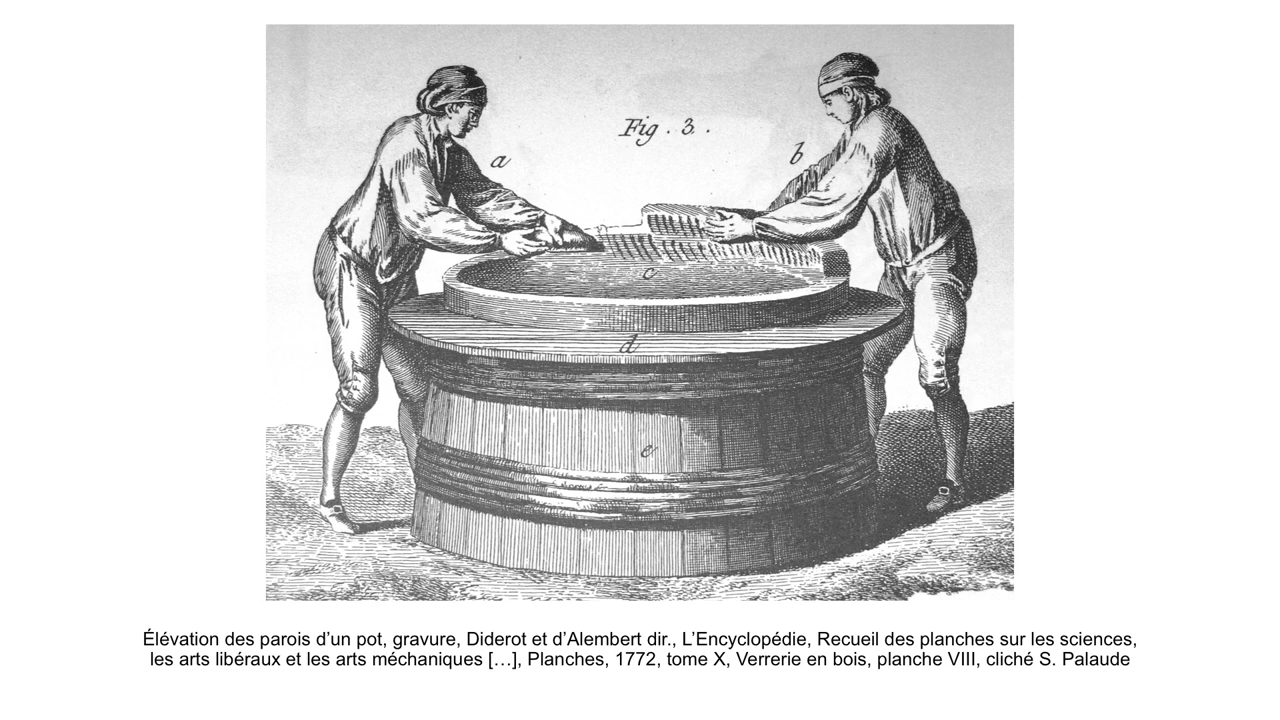 Fig. 3.
a
b
c
d
e
Élévation des parois d’un pot, gravure, Diderot et d’Alembert dir., L’Encyclopédie, Recueil des planches sur les sciences,
les arts libéraux et les arts méchaniques […], Planches, 1772, tome X, Verrerie en bois, planche VIII, cliché S. Palaude